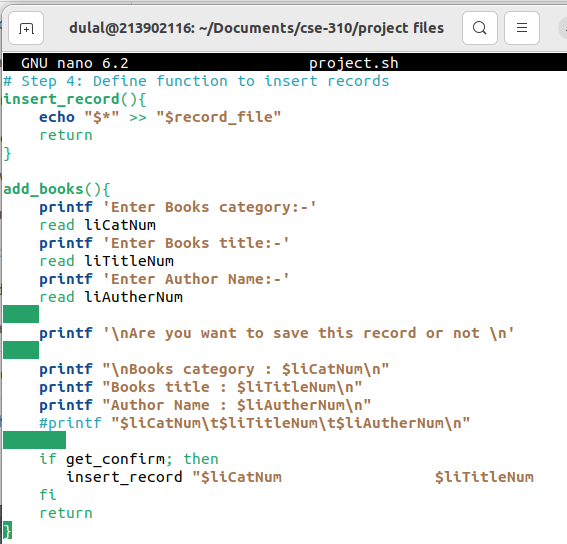 dulal@213902116: ~/Documents/cse-310/project files
GNU nano 6.2 project.sh
# Step 4: Define function to insert records
insert_record(){
    echo "$*" >> "$record_file"
    return
}

add_books(){
    printf 'Enter Books category:-'
    read liCatNum
    printf 'Enter Books title:-'
    read liTitleNum
    printf 'Enter Author Name:-'
    read liAutherNum

    printf '\nAre you want to save this record or not \n'

    printf "\nBooks category : $liCatNum\n"
    printf "Books title : $liTitleNum\n"
    printf "Author Name : $liAutherNum\n"
    #printf "$liCatNum\t$liTitleNum\t$liAutherNum\n"

    if get_confirm; then
       insert_record "$liCatNum                 $liTitleNum
    fi
    return
}